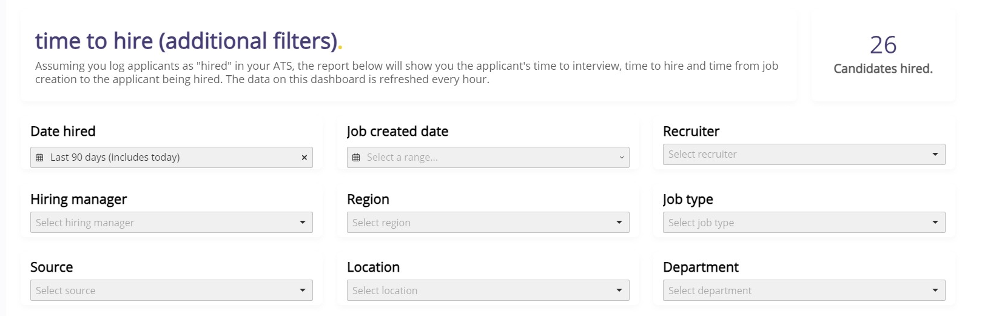 time to hire (additional filters).
Assuming you log applicants as "hired" in your ATS, the report below will show you the applicant's time to interview, time to hire and time from job
creation to the applicant being hired. The data on this dashboard is refreshed every hour.
26
Candidates hired.
Date hired
Last 90 days (includes today)
Job created date
Select a range...
Recruiter
Select recruiter
Hiring manager
Select hiring manager
Region
Select region
Job type
Select job type
Source
Select source
Location
Select location
Department
Select department